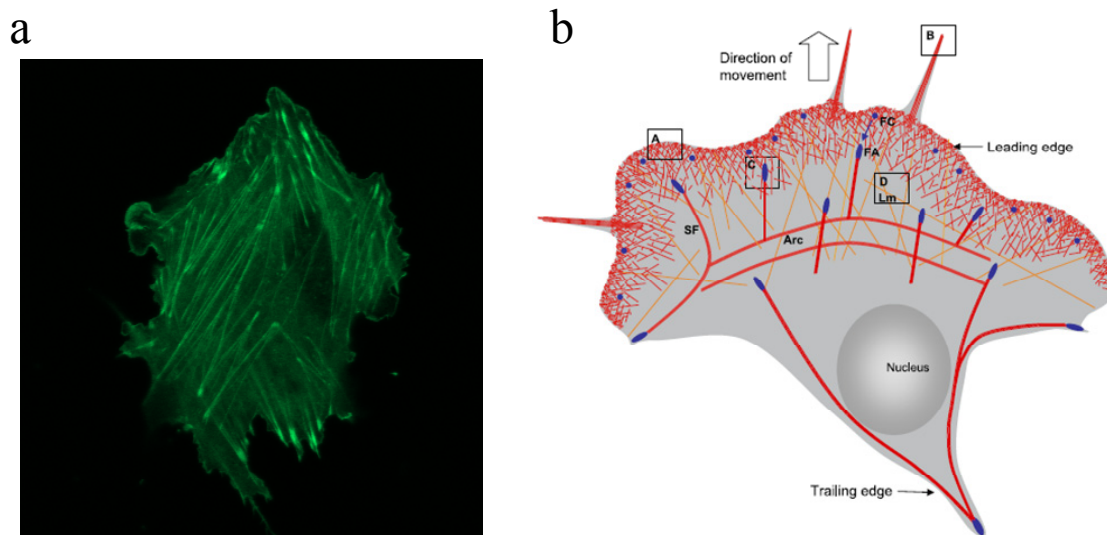 a
b
Direction of
movement
B
A
FC
FA
Leading edge
C
D
Lm
SF
Arc
Nucleus
Trailing edge